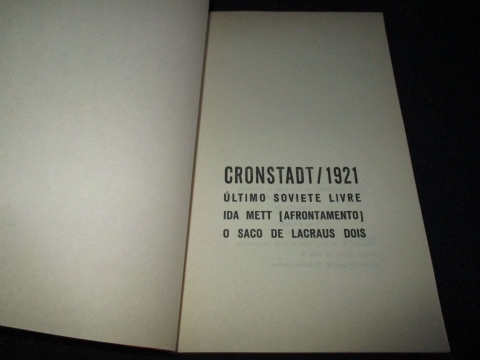 CRONSTADT/1921
ÚLTIMO SOVIETE LIVRE
IDA METT [AFRONTAMENTO]
O SACO DE LACRAUS DOIS